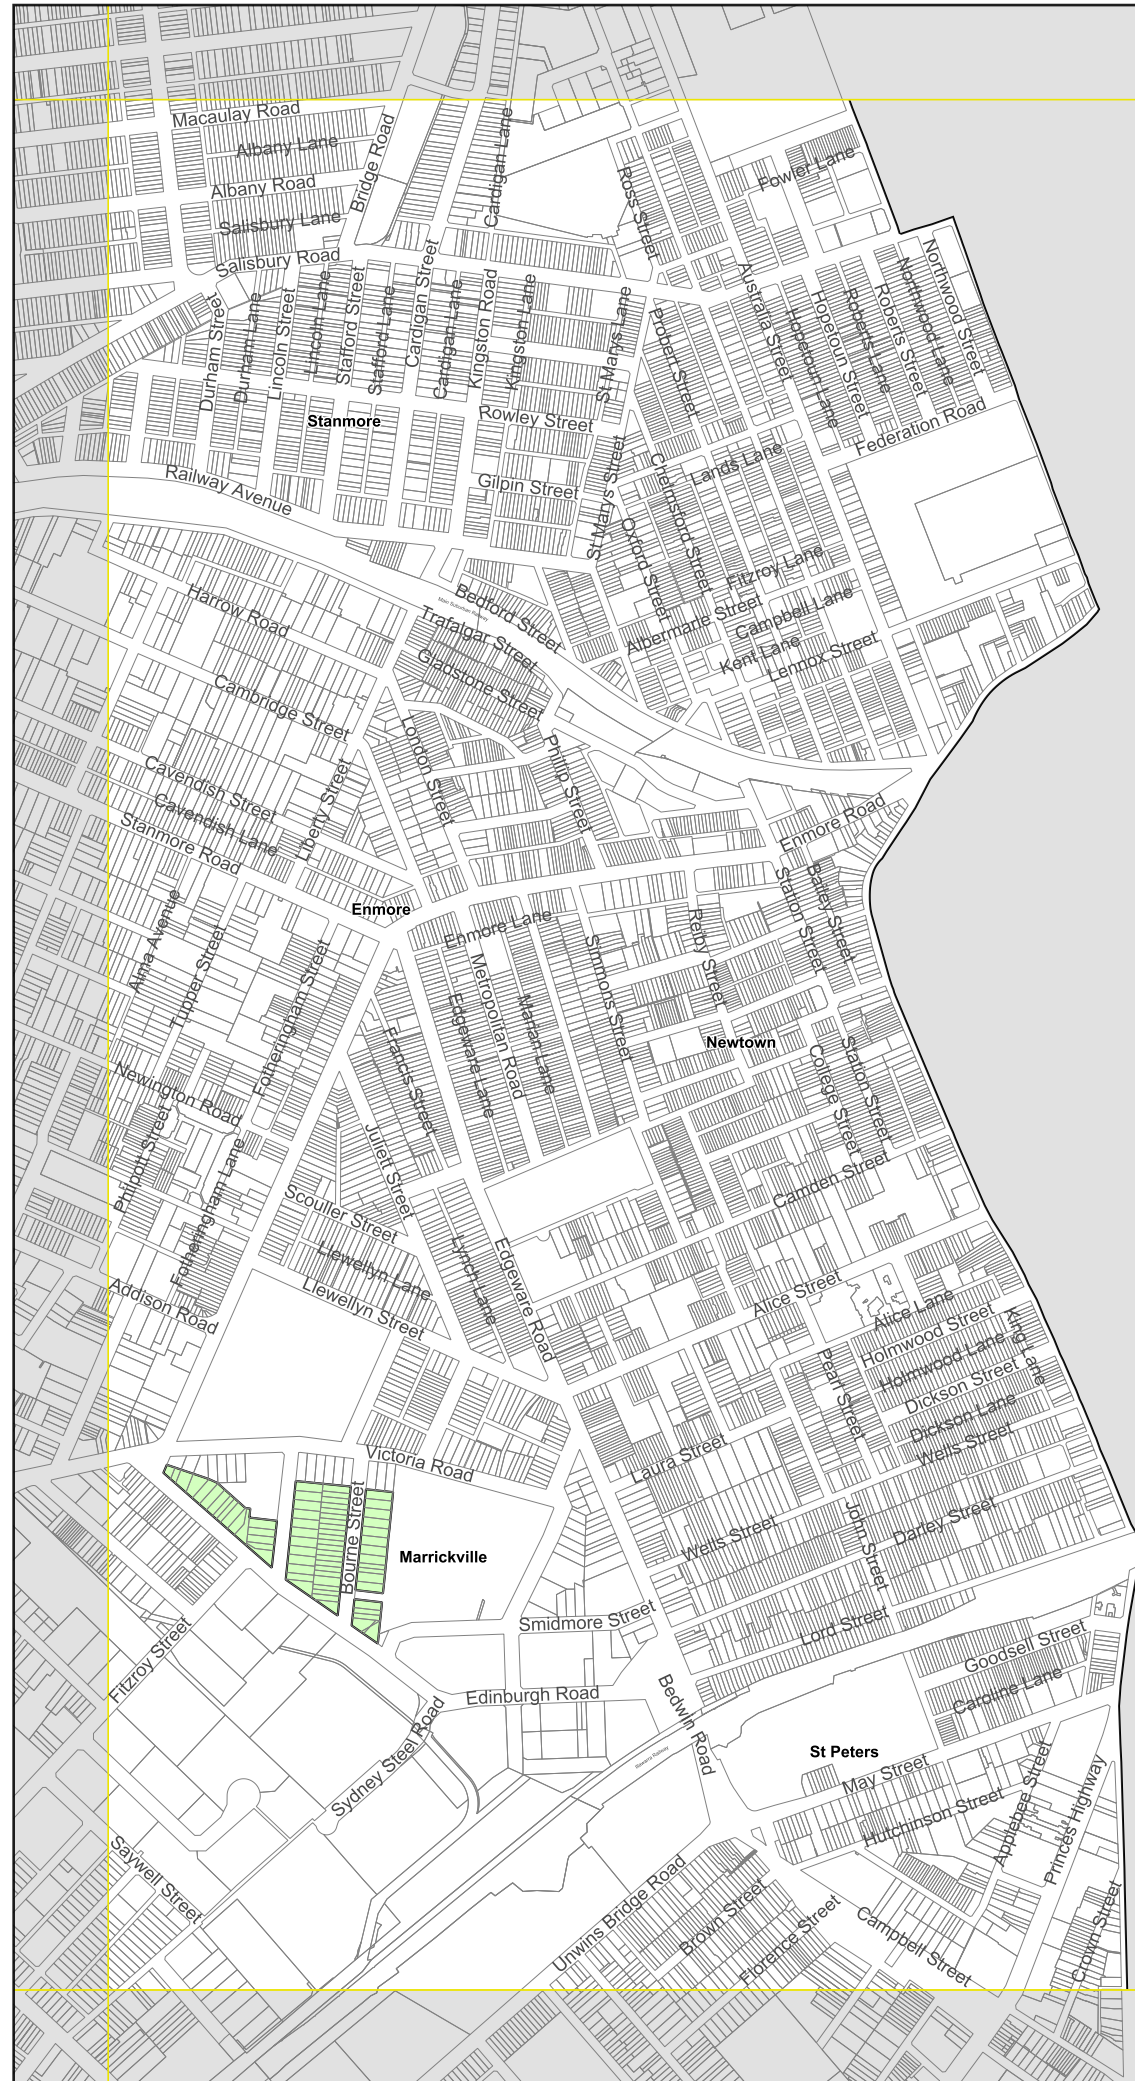 Macaulay Road
Albany Lane
Albany Road
Salisbury Lane
Salisbury Road
Bridge Road
Cardigan Lane
Ross Street
Fowler Lane
Durham Street
Durham Lane
Lincoln Street
Lincoln Lane
Stafford Street
Stafford Lane
Cardigan Street
Cardigan Lane
Kingston Road
Kingston Lane
St Marys Lane
Probert Street
Australia Street
Hopetoun Lane
Hopetoun Street
Roberts Lane
Roberts Street
Northwood Lane
Northwood Street
Stanmore
Rowley Street
Federation Road
Railway Avenue
Gilpin Street
St Marys Street
Chelmsford Street
Lands Lane
Oxford Street
Fitzroy Lane
Harrow Road
Main Suburban Railway
Bedford Street
Trafalgar Street
Gladstone Street
Albermarle Street
Campbell Lane
Kent Lane
Lennox Street
Cambridge Street
London Street
Phillip Street
Cavendish Street
Cavendish Lane
Liberty Street
Stanmore Road
Enmore Road
Enmore
Enmore Lane
Station Street
Bailey Street
Alma Avenue
Tupper Street
Fotheringham Street
Metropolitan Road
Edgeware Lane
Marian Lane
Simmons Street
Reiby Street
Newtown
Francis Street
College Street
Station Street
Newington Road
Philpott Street
Fotheringham Lane
Juliett Street
Camden Street
Scouller Street
Llewellyn Lane
Llewellyn Street
Lynch Lane
Edgeware Road
Addison Road
Alice Street
Alice Lane
Holmwood Street
Holmwood Lane
King Lane
Dickson Street
Dickson Lane
Pearl Street
Wells Street
Victoria Road
Laura Street
Bourne Street
Marrickville
Wells Street
John Street
Darley Street
Smidmore Street
Lord Street
Fitzroy Street
Goodsell Street
Caroline Lane
Edinburgh Road
Bedwin Road
Sydney Steel Road
Illawarra Railway
St Peters
May Street
Hutchinson Street
Applebee Street
Princes Highway
Saywell Street
Unwins Bridge Road
Brown Street
Florence Street
Campbell Street
Crown Street